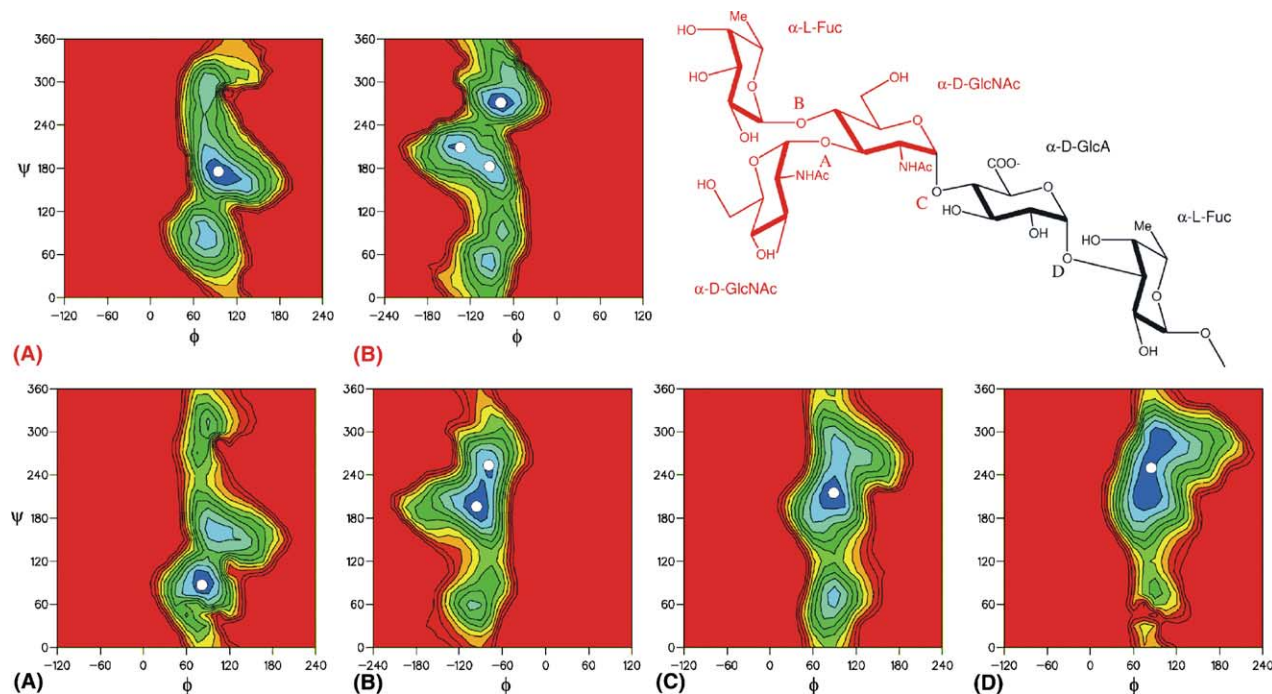 360
300
240
180
120
60
0
ψ
−120 −60 0 60 120 180 240
ϕ
(A)
360
300
240
180
120
60
0
−240 −180 −120 −60 0 60 120
ϕ
(B)
Me
HO
α-L-Fuc
HO
O
OH
α-D-GlcNAc
B
O
OH
O
O
A
O
NHAc
NHAc
HO
OH
α-D-GlcNAc
α-D-GlcA
COO-
O
C
O
HO
OH
α-L-Fuc
Me
HO
O
D
O
OH
O
360
300
240
180
120
60
0
ψ
−120 −60 0 60 120 180 240
(A)
ϕ
360
300
240
180
120
60
0
−240 −180 −120 −60 0 60 120
(B)
ϕ
360
300
240
180
120
60
0
−120 −60 0 60 120 180 240
(C)
ϕ
360
300
240
180
120
60
0
−120 −60 0 60 120 180 240
(D)
ϕ